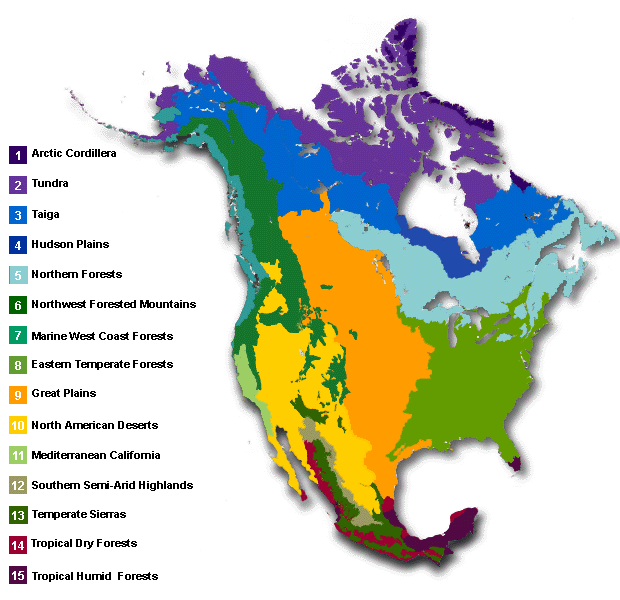 1 Arctic Cordillera
2 Tundra
3 Taiga
4 Hudson Plains
5 Northern Forests
6 Northwest Forested Mountains
7 Marine West Coast Forests
8 Eastern Temperate Forests
9 Great Plains
10 North American Deserts
11 Mediterranean California
12 Southern Semi-Arid Highlands
13 Temperate Sierras
14 Tropical Dry Forests
15 Tropical Humid Forests